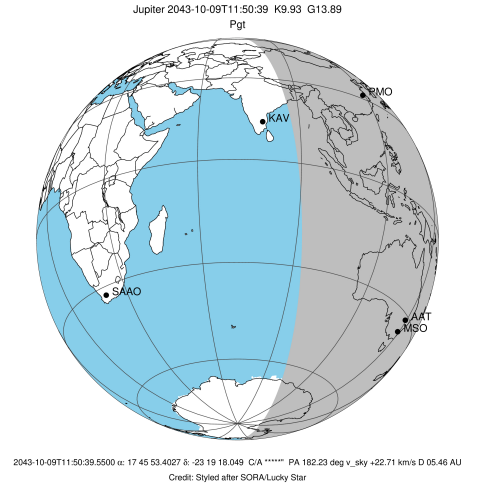 Jupiter 2043-10-09T11:50:39 K9.93 G13.89
Pgt
PMO
KAV
SAAO
AAT
MSO
2043-10-09T11:50:39.5500 α: 17 45 53.4027 δ: -23 19 18.049 C/A *****" PA 182.23 deg v_sky +22.71 km/s D 05.46 AU
Credit: Styled after SORA/Lucky Star